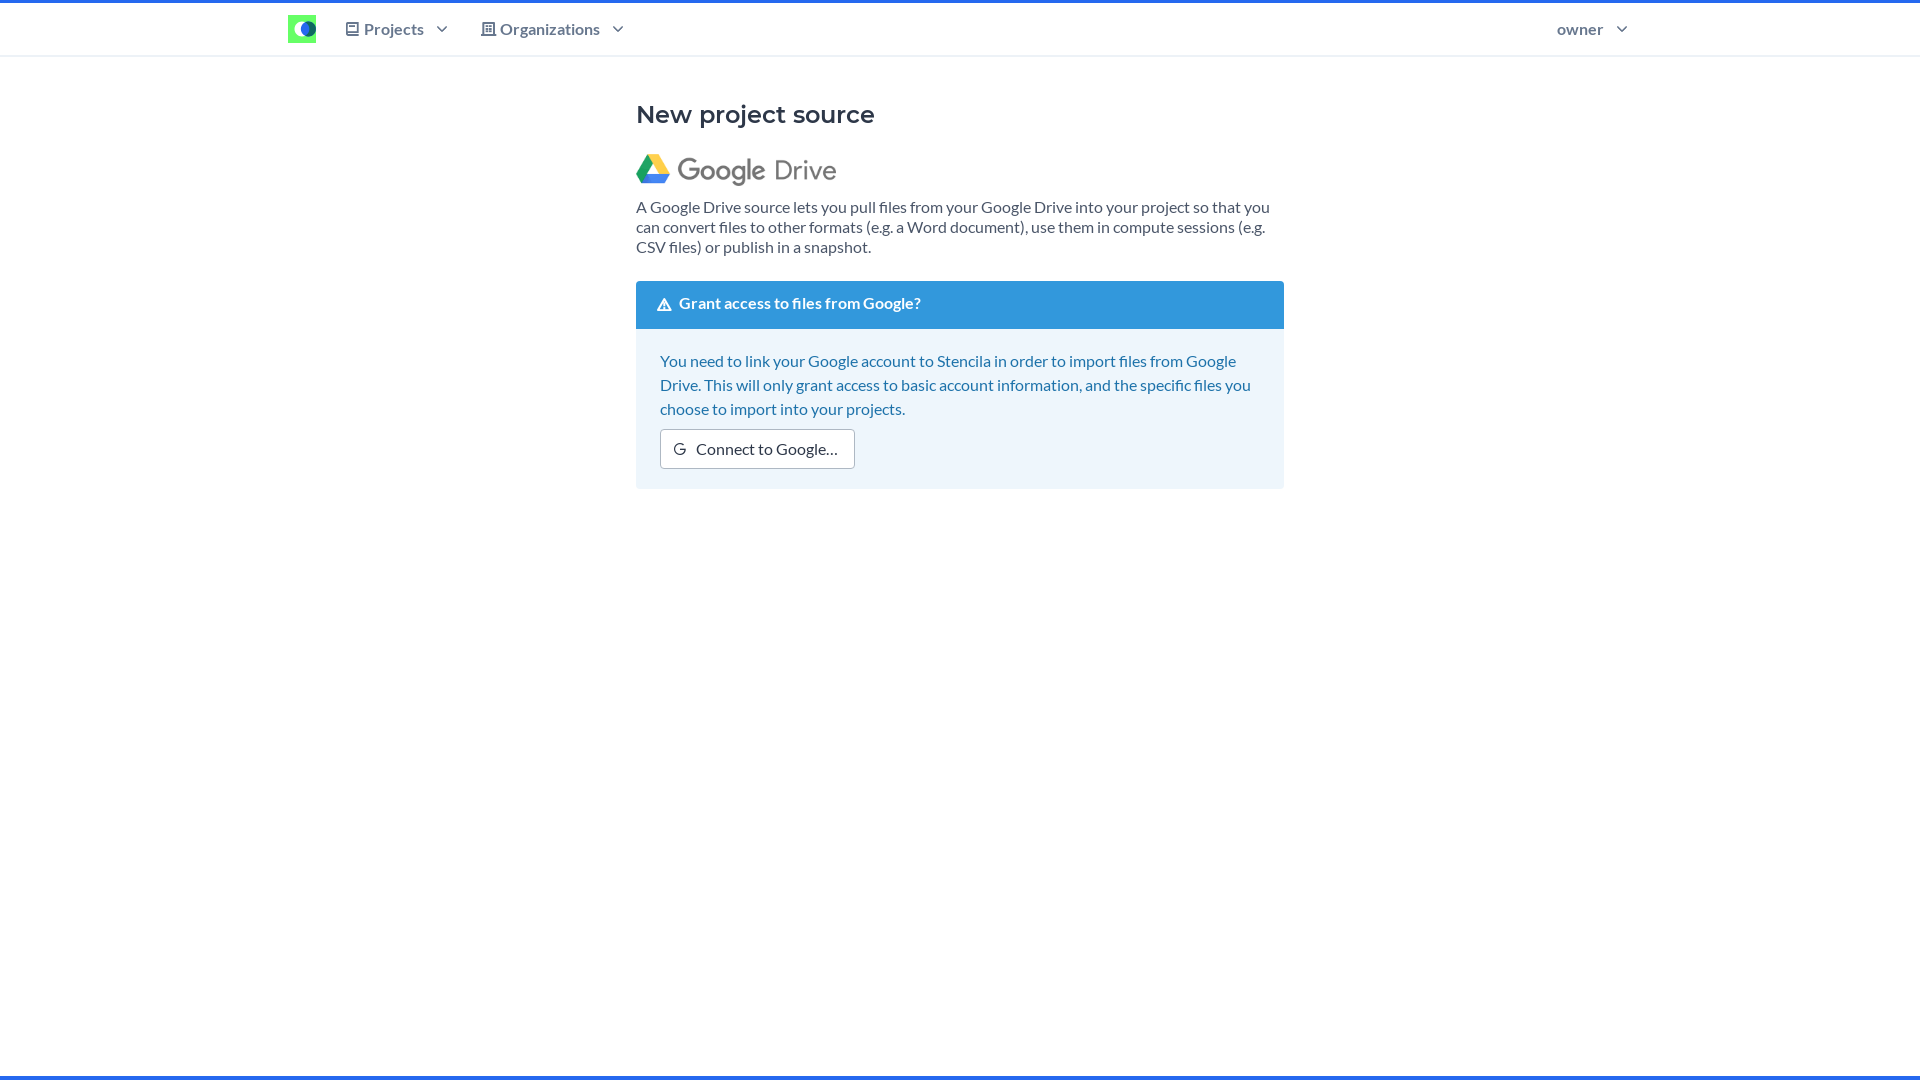 Projects
Organizations
owner
New project source
Google Drive
A Google Drive source lets you pull files from your Google Drive into your project so that you
can convert files to other formats (e.g. a Word document), use them in compute sessions (e.g.
CSV files) or publish in a snapshot.
Grant access to files from Google?
You need to link your Google account to Stencila in order to import files from Google
Drive. This will only grant access to basic account information, and the specific files you
choose to import into your projects.
Connect to Google...